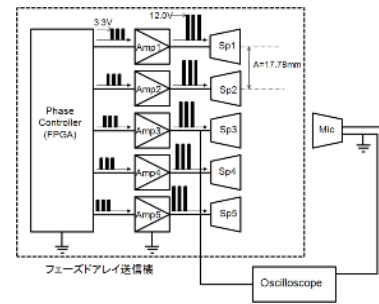 3.3V
12.0V
Amp1
Sp1
A=17.78mm
Amp2
Sp2
Phase
Controller
(FPGA)
Amp3
Sp3
Mic
Amp4
Sp4
Amp5
Sp5
フェーズドアレイ送信機
Oscilloscope